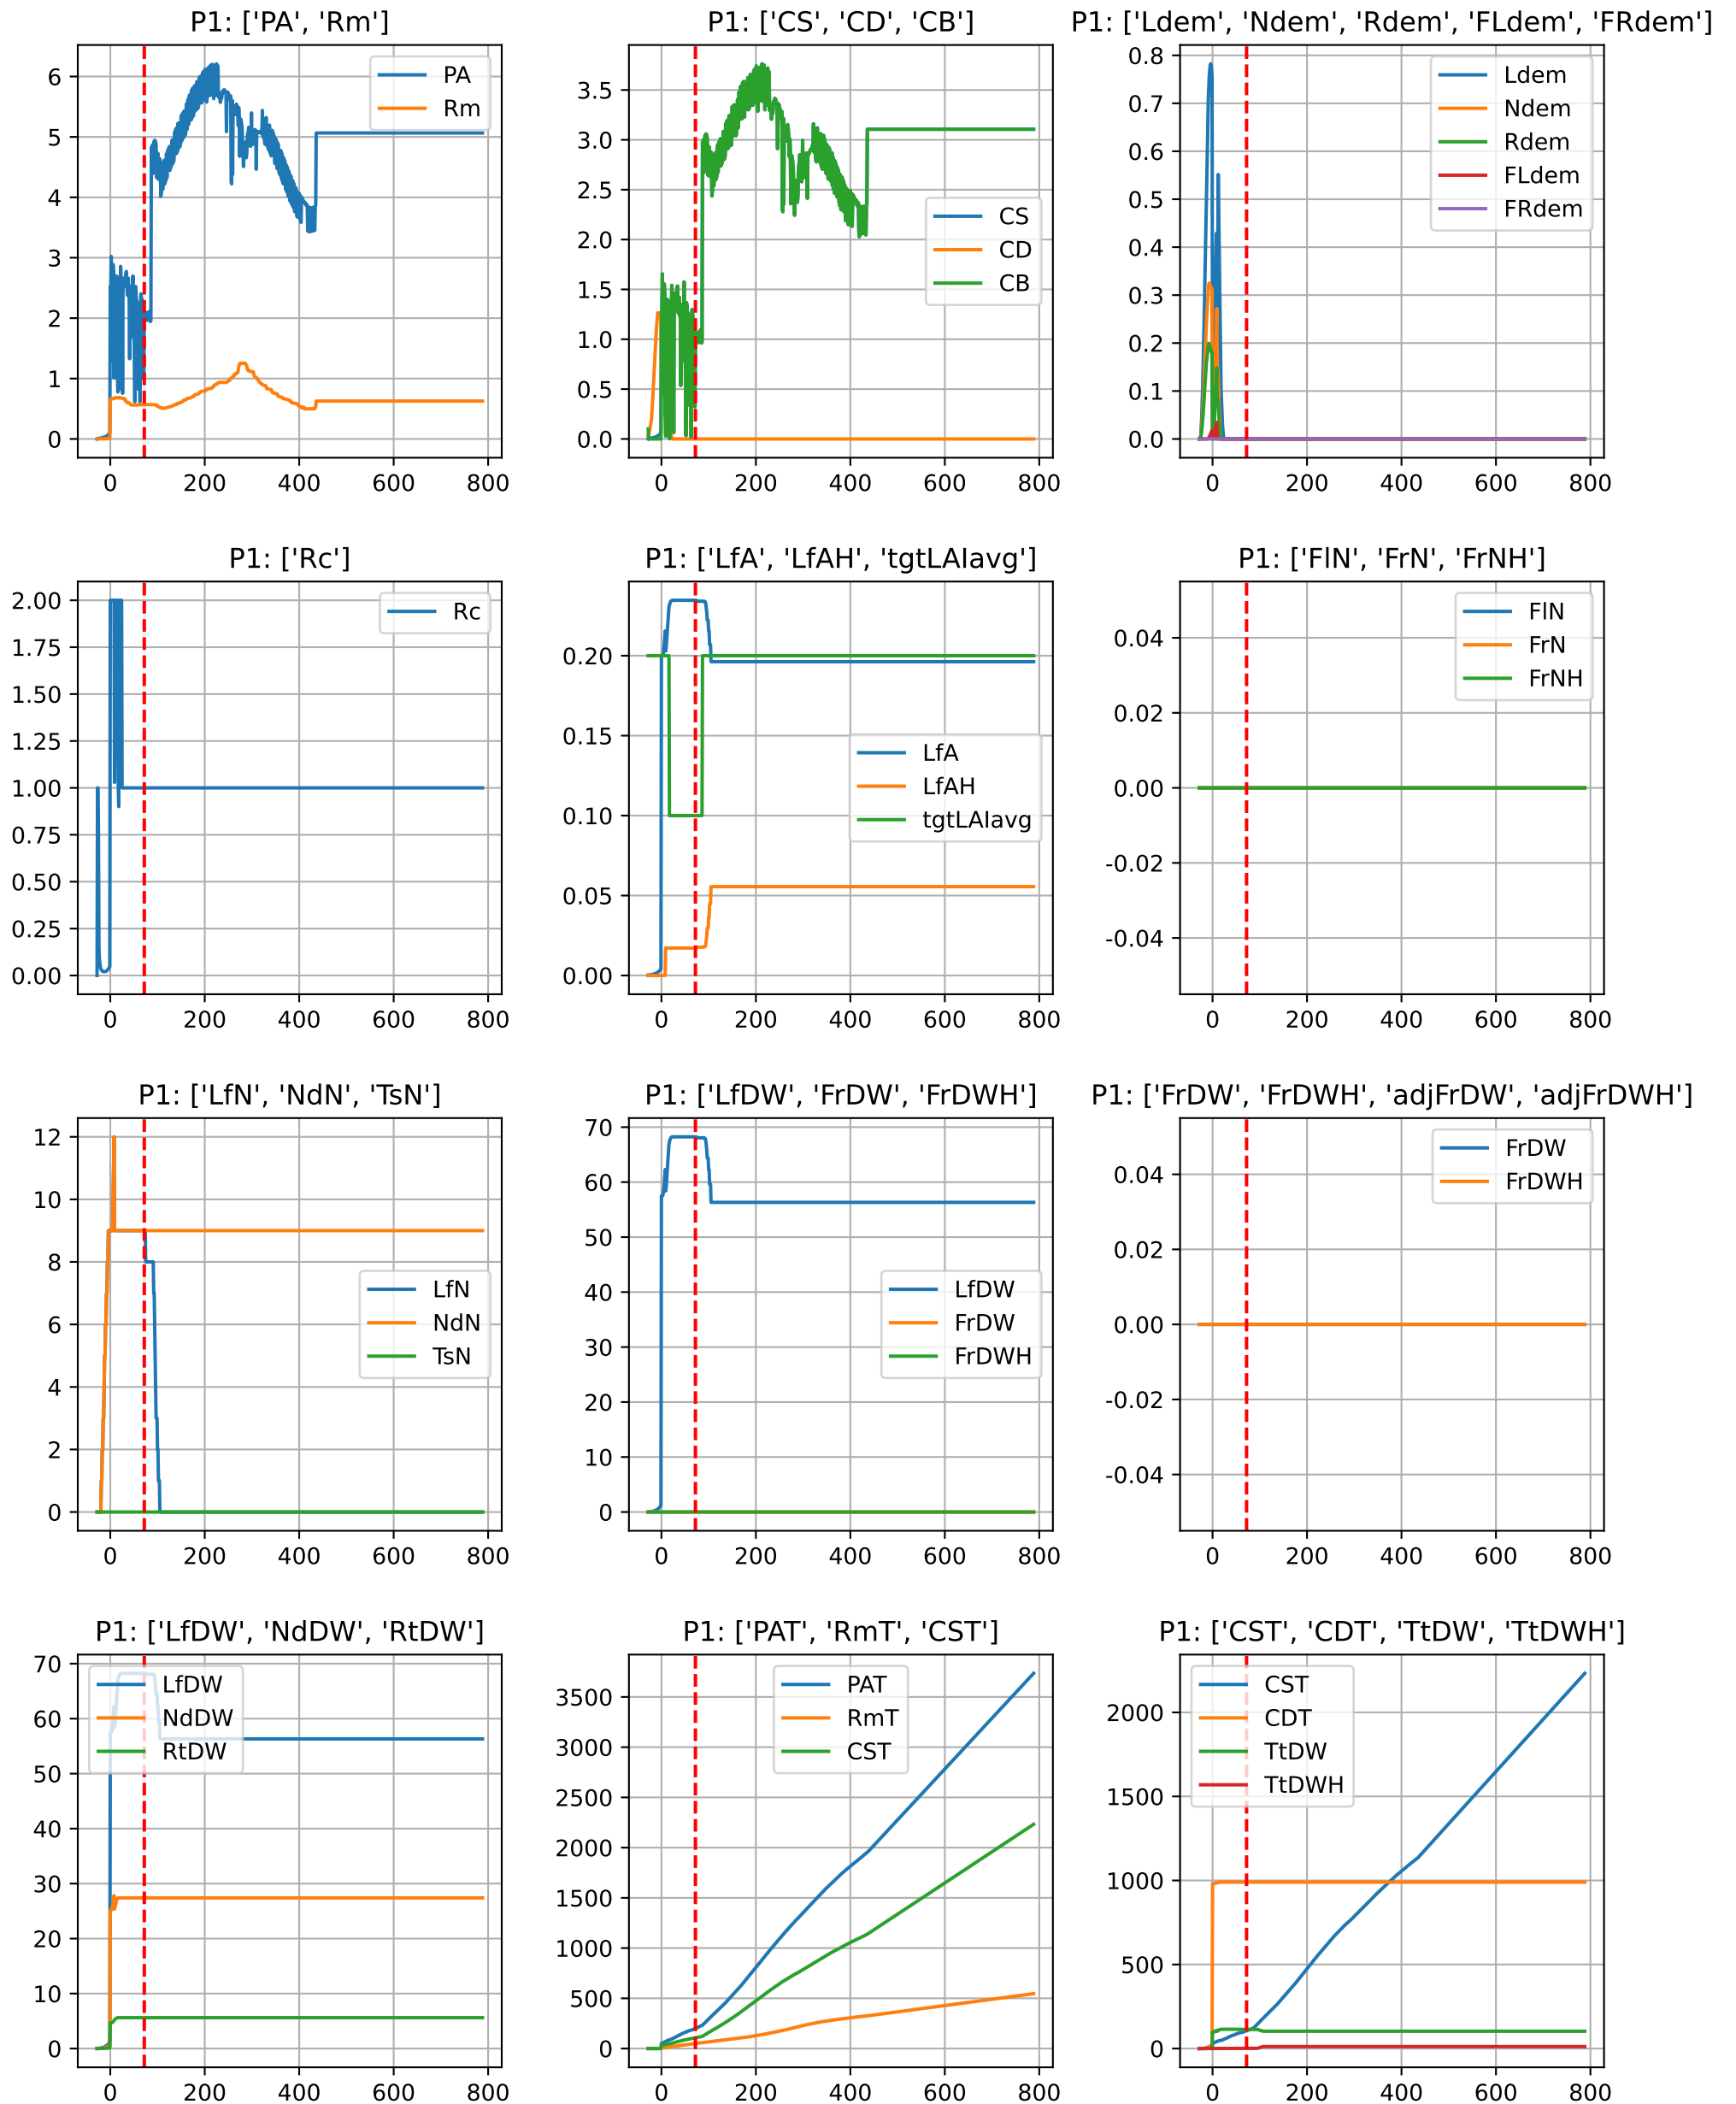 P1: ['PA', 'Rm']
6
5
4
3
2
1
0
PA
Rm
0 200 400 600 800
P1: ['CS', 'CD', 'CB']
3.5
3.0
2.5
2.0
1.5
1.0
0.5
0.0
CS
CD
CB
0 200 400 600 800
P1: ['Ldem', 'Ndem', 'Rdem', 'FLdem', 'FRdem']
0.8
0.7
0.6
0.5
0.4
0.3
0.2
0.1
0.0
Ldem
Ndem
Rdem
FLdem
FRdem
0 200 400 600 800
P1: ['Rc']
2.00
1.75
1.50
1.25
1.00
0.75
0.50
0.25
0.00
Rc
0 200 400 600 800
P1: ['LfA', 'LfAH', 'tgtLAIavg']
0.20
0.15
0.10
0.05
0.00
LfA
LfAH
tgtLAIavg
0 200 400 600 800
P1: ['FlN', 'FrN', 'FrNH']
0.04
0.02
0.00
-0.02
-0.04
FlN
FrN
FrNH
0 200 400 600 800
P1: ['LfN', 'NdN', 'TsN']
12
10
8
6
4
2
0
LfN
NdN
TsN
0 200 400 600 800
P1: ['LfDW', 'FrDW', 'FrDWH']
70
60
50
40
30
20
10
0
LfDW
FrDW
FrDWH
0 200 400 600 800
P1: ['FrDW', 'FrDWH', 'adjFrDW', 'adjFrDWH']
0.04
0.02
0.00
-0.02
-0.04
FrDW
FrDWH
0 200 400 600 800
P1: ['LfDW', 'NdDW', 'RtDW']
70
60
50
40
30
20
10
0
LfDW
NdDW
RtDW
0 200 400 600 800
P1: ['PAT', 'RmT', 'CST']
3500
3000
2500
2000
1500
1000
500
0
PAT
RmT
CST
0 200 400 600 800
P1: ['CST', 'CDT', 'TtDW', 'TtDWH']
2000
1500
1000
500
0
CST
CDT
TtDW
TtDWH
0 200 400 600 800